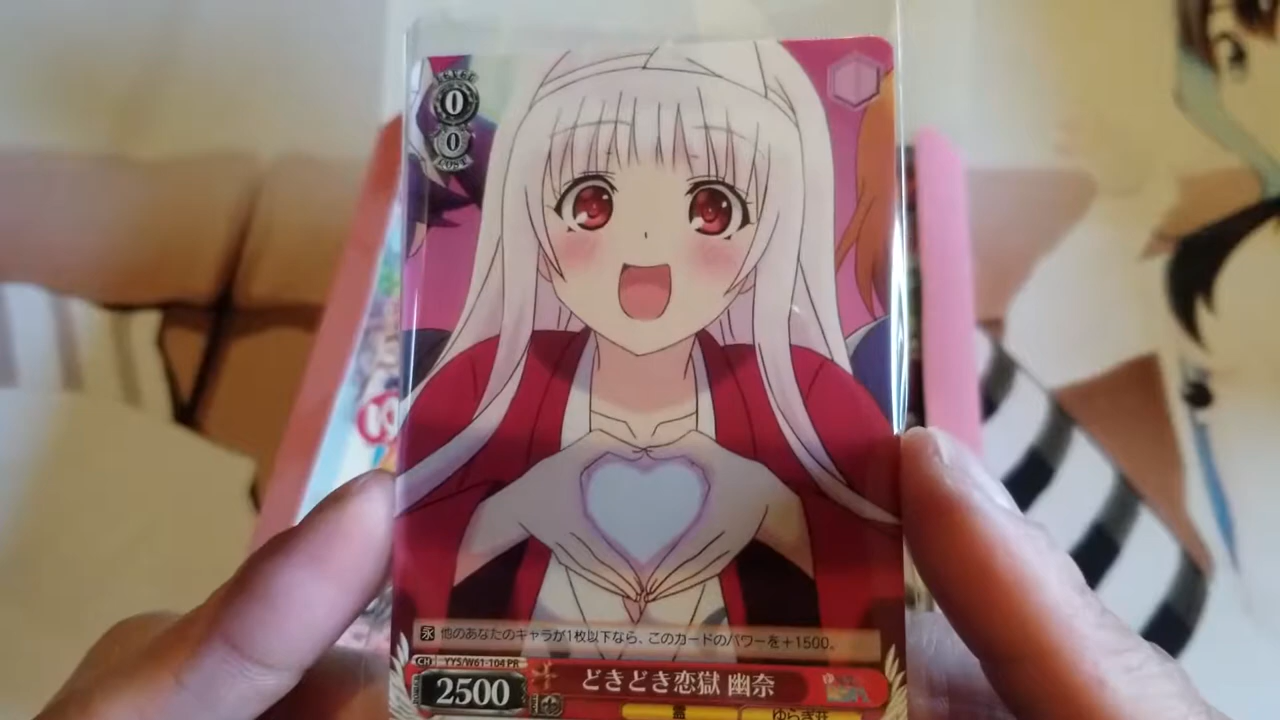 0
0
COST
永 他のあなたのキャラが1枚以下なら、このカードのパワーを＋1500。
CH YYS/W61-104 PR
2500 どきどき恋獄 幽奈
霊 ゆらぎ荘